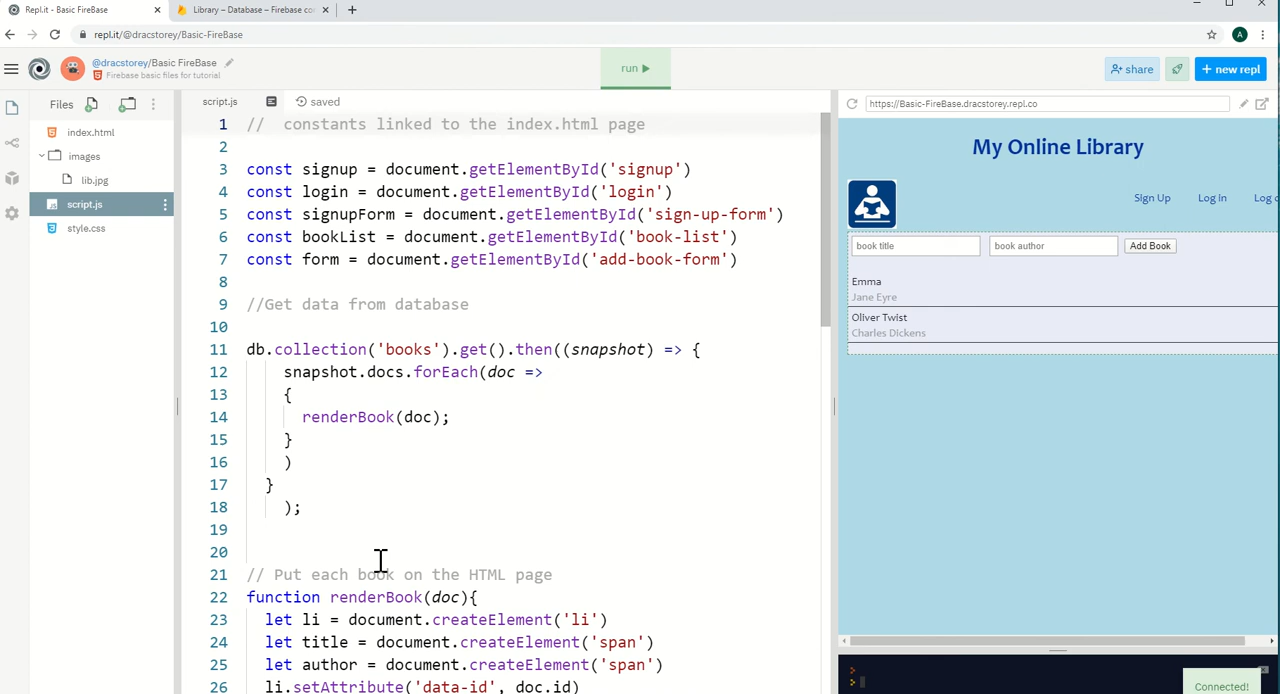 Repl.it - Basic FireBase
Library – Database – Firebase co
repl.it/@dracstorey/Basic-FireBase
A
@dracstorey/Basic FireBase
Firebase basic files for tutorial
run
share
+ new repl
Files
index.html
images
lib.jpg
script.js
style.css
script.js
saved
1 //  constants linked to the index.html page
2
3 const signup = document.getElementById('signup')
4 const login = document.getElementById('login')
5 const signupForm = document.getElementById('sign-up-form')
6 const bookList = document.getElementById('book-list')
7 const form = document.getElementById('add-book-form')
8
9 //Get data from database
10
11 db.collection('books').get().then((snapshot) => {
12 snapshot.docs.forEach(doc =>
13 {
14 renderBook(doc);
15 }
16 )
17 }
18 );
19
20
21 // Put each book on the HTML page
22 function renderBook(doc){
23 let li = document.createElement('li')
24 let title = document.createElement('span')
25 let author = document.createElement('span')
26 li.setAttribute('data-id', doc.id)
https://Basic-FireBase.dracstorey.repl.co
My Online Library
Sign Up Log in Log
book title book author Add Book
Emma
Jane Eyre
Oliver Twist
Charles Dickens
>
>
Connected!